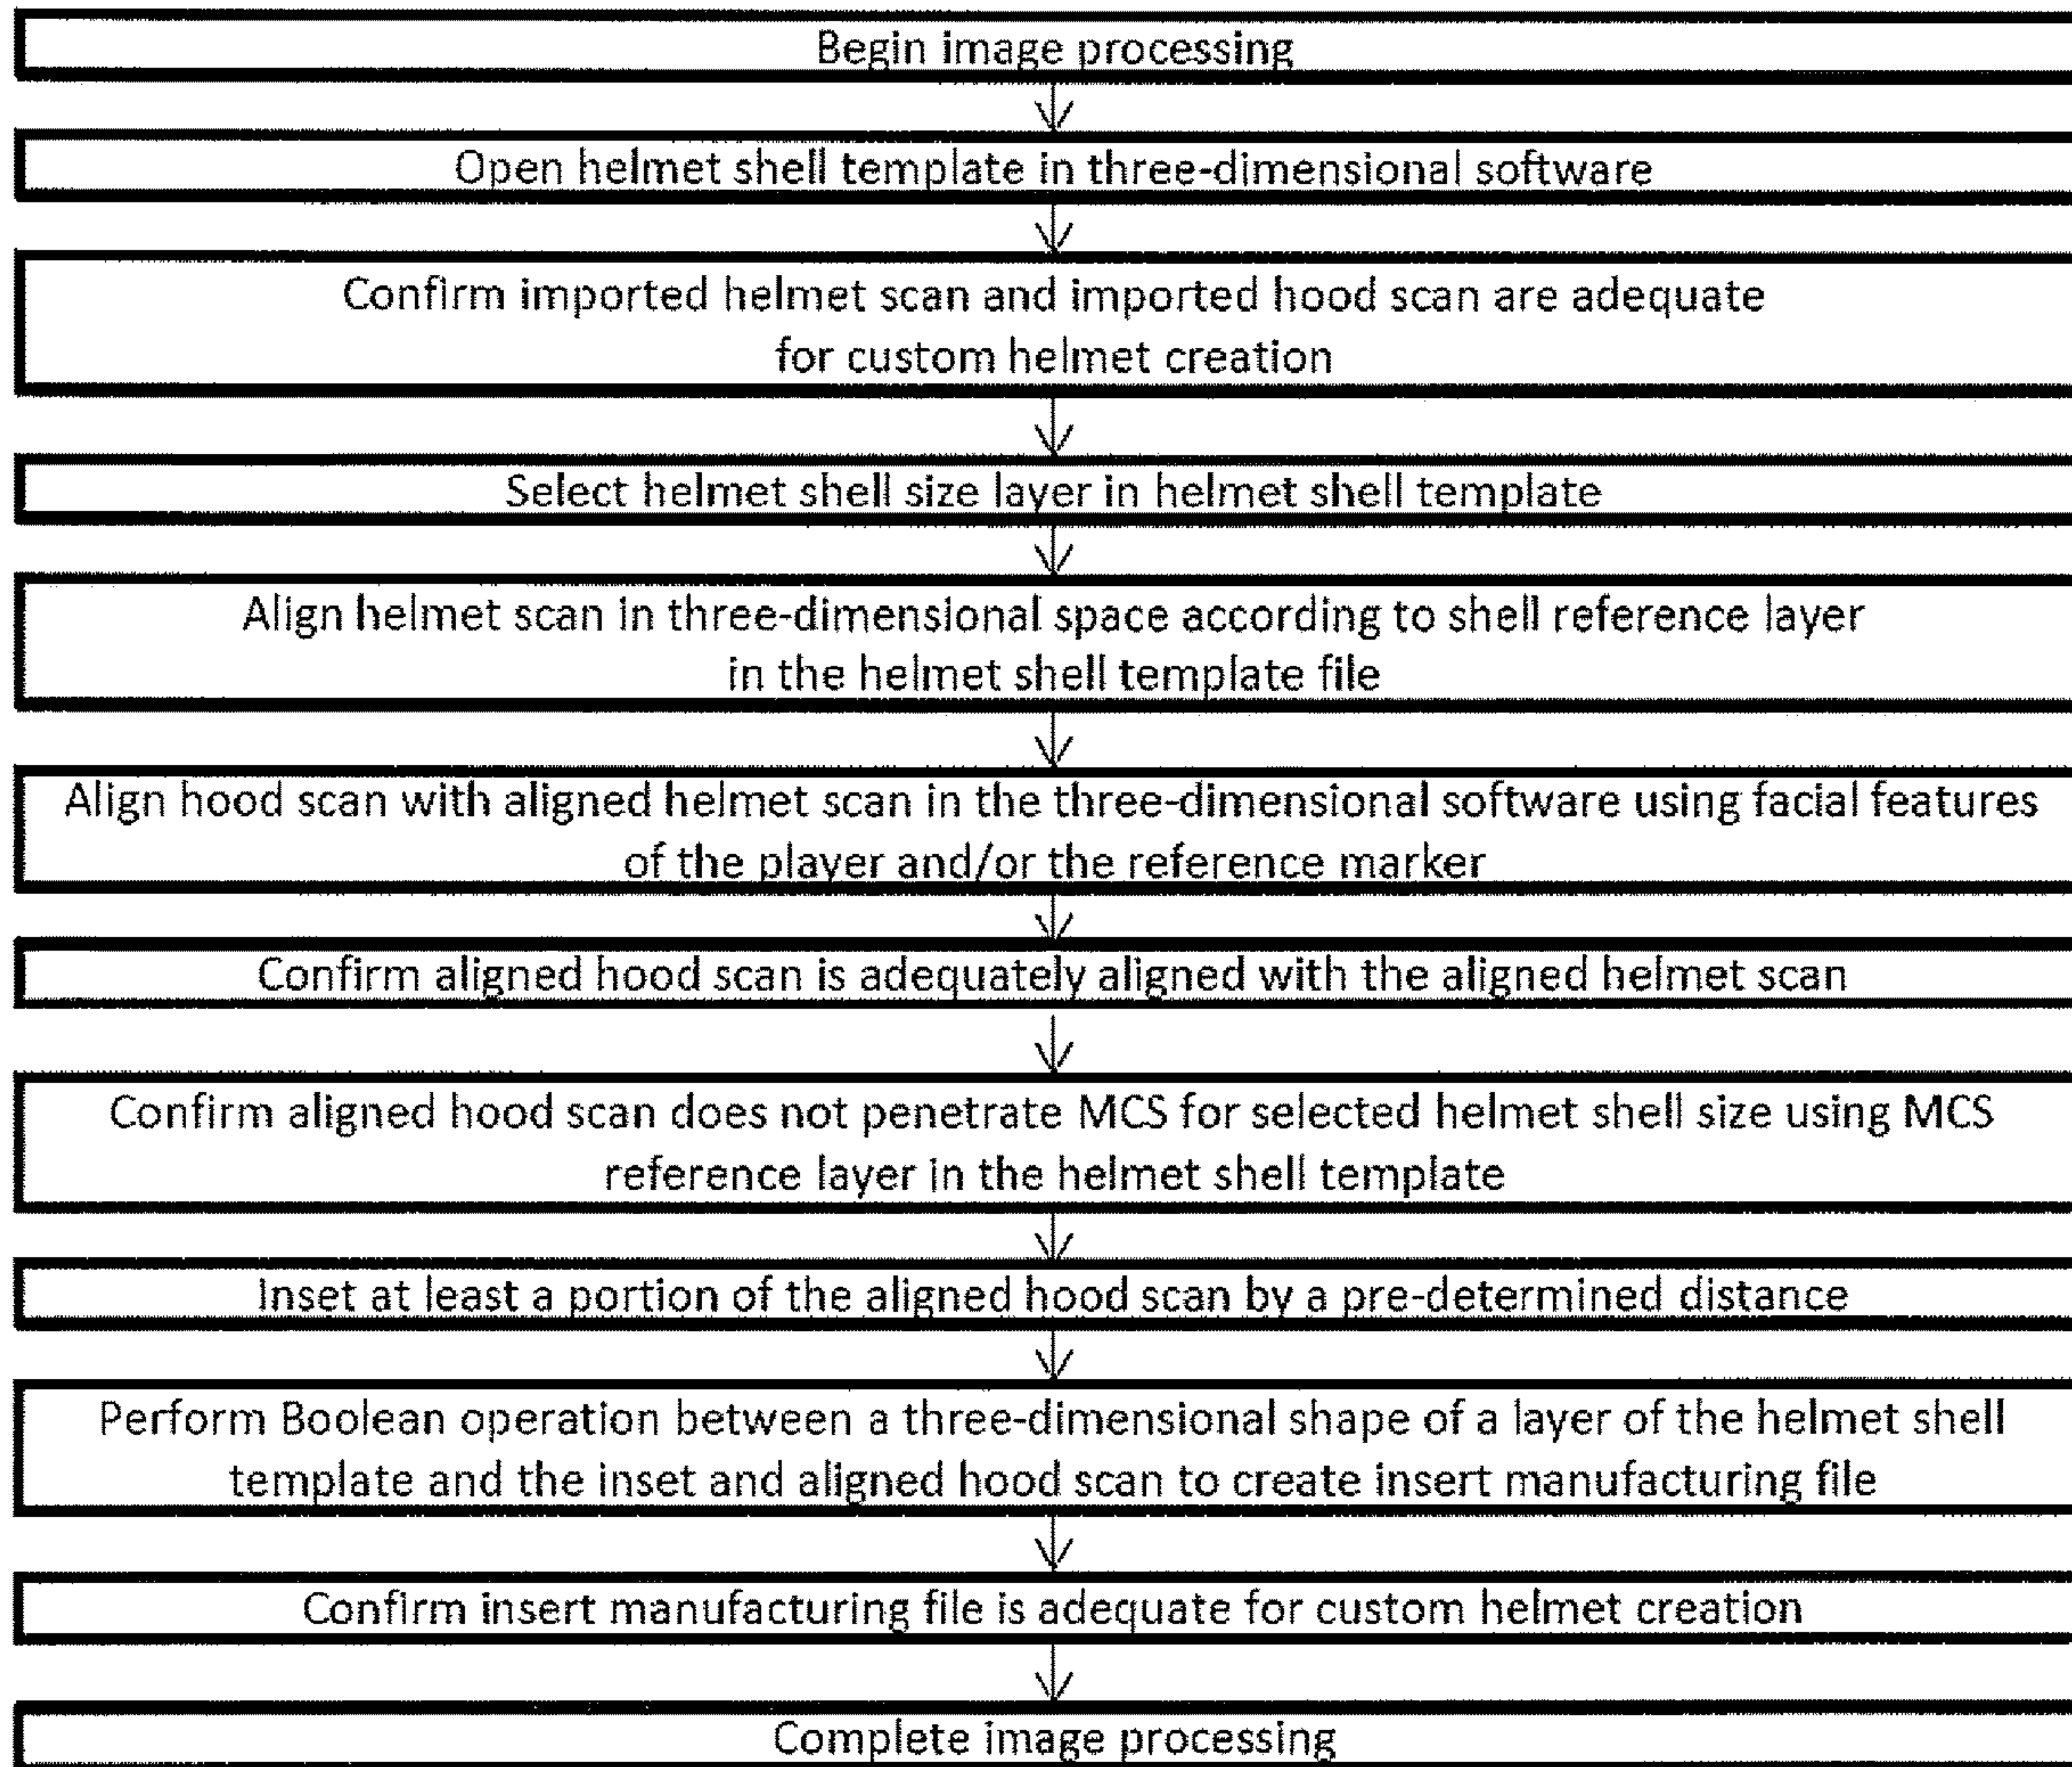 Begin image processing
Open helmet shell template in three-dimensional software
Confirm imported helmet scan and imported hood scan are adequate
for custom helmet creation
Select helmet shell size layer in helmet shell template
Align helmet scan in three-dimensional space according to shell reference layer
in the helmet shell template file
Align hood scan with aligned helmet scan in the three-dimensional software using facial features
of the player and/or the reference marker
Confirm aligned hood scan is adequately aligned with the aligned helmet scan
Confirm aligned hood scan does not penetrate MCS for selected helmet shell size using MCS
reference layer in the helmet shell template
Inset at least a portion of the aligned hood scan by a pre-determined distance
Perform Boolean operation between a three-dimensional shape of a layer of the helmet shell
template and the inset and aligned hood scan to create insert manufacturing file
Confirm insert manufacturing file is adequate for custom helmet creation
Complete image processing